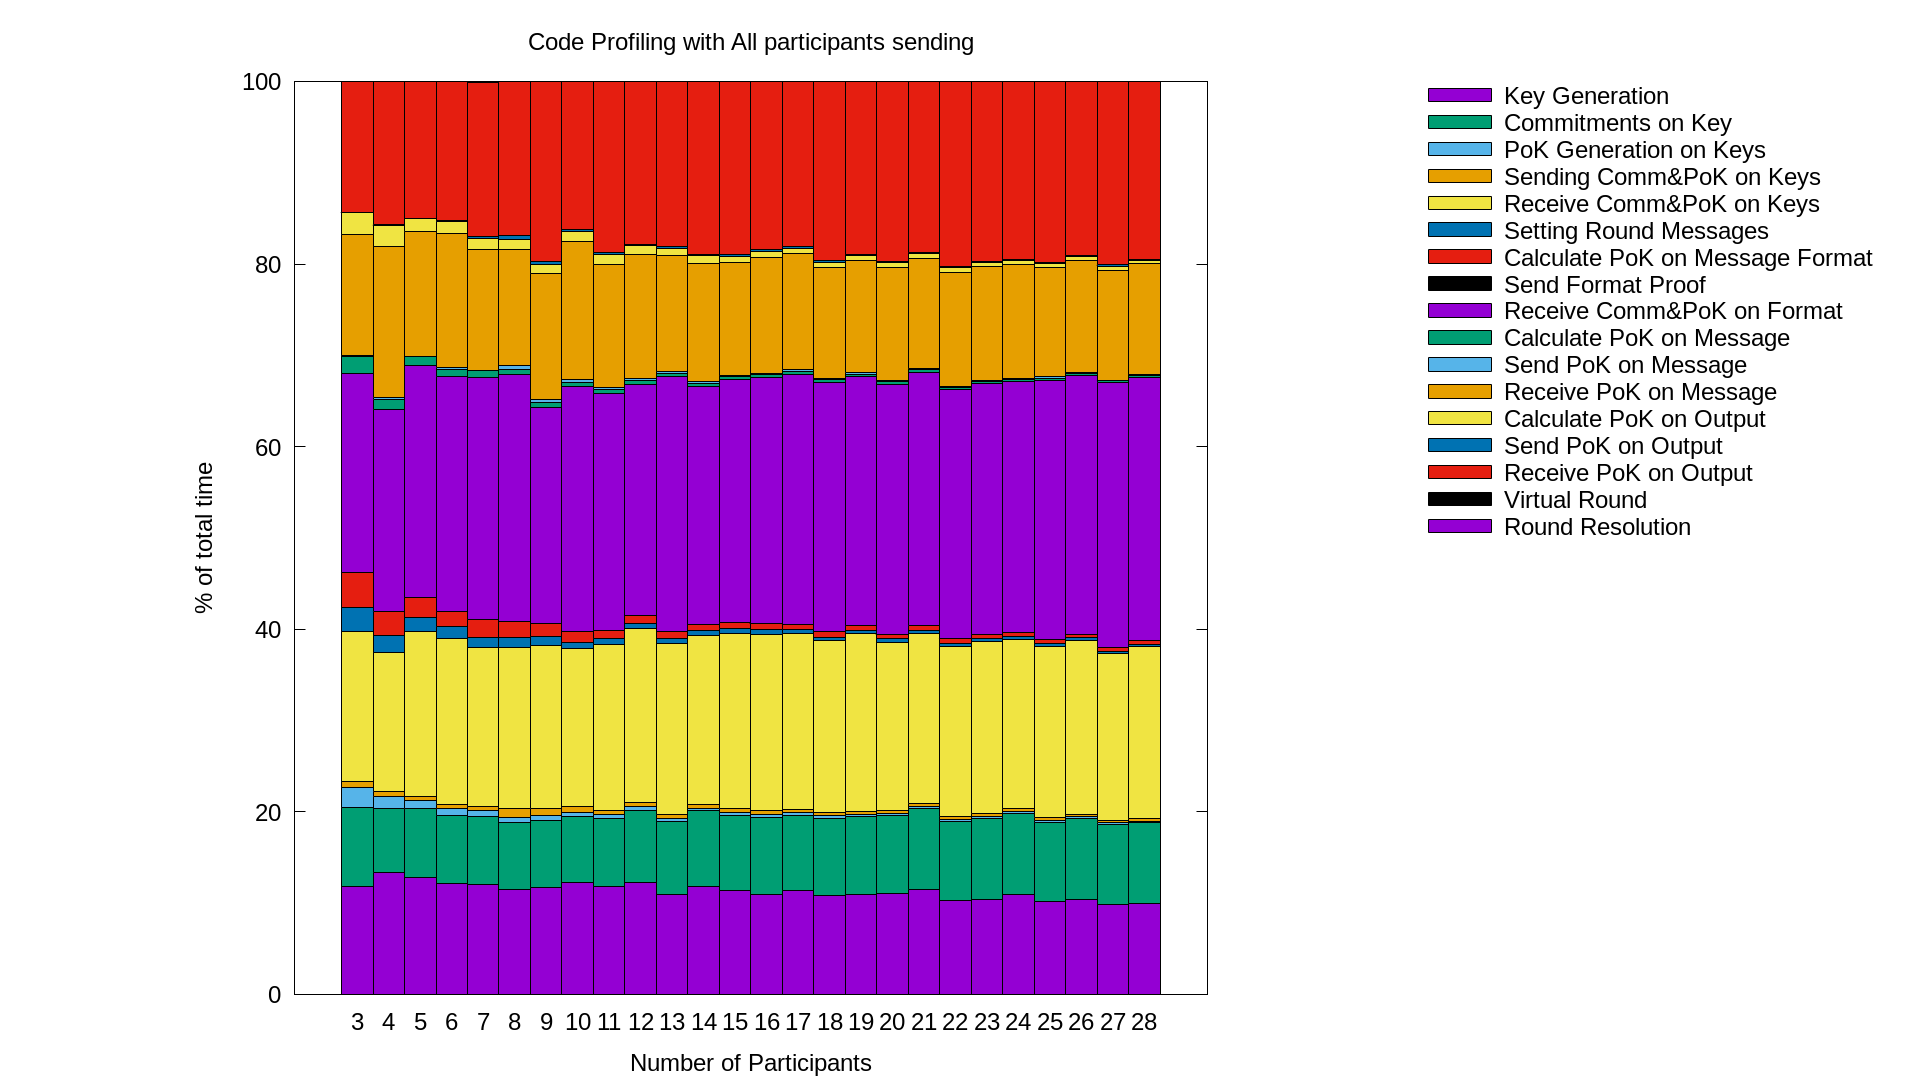 Code Profiling with All participants sending
100
80
60
40
20
0
% of total time
3 4 5 6 7 8 9 10 11 12 13 14 15 16 17 18 19 20 21 22 23 24 25 26 27 28
Number of Participants
Key Generation
Commitments on Key
PoK Generation on Keys
Sending Comm&PoK on Keys
Receive Comm&PoK on Keys
Setting Round Messages
Calculate PoK on Message Format
Send Format Proof
Receive Comm&PoK on Format
Calculate PoK on Message
Send PoK on Message
Receive PoK on Message
Calculate PoK on Output
Send PoK on Output
Receive PoK on Output
Virtual Round
Round Resolution